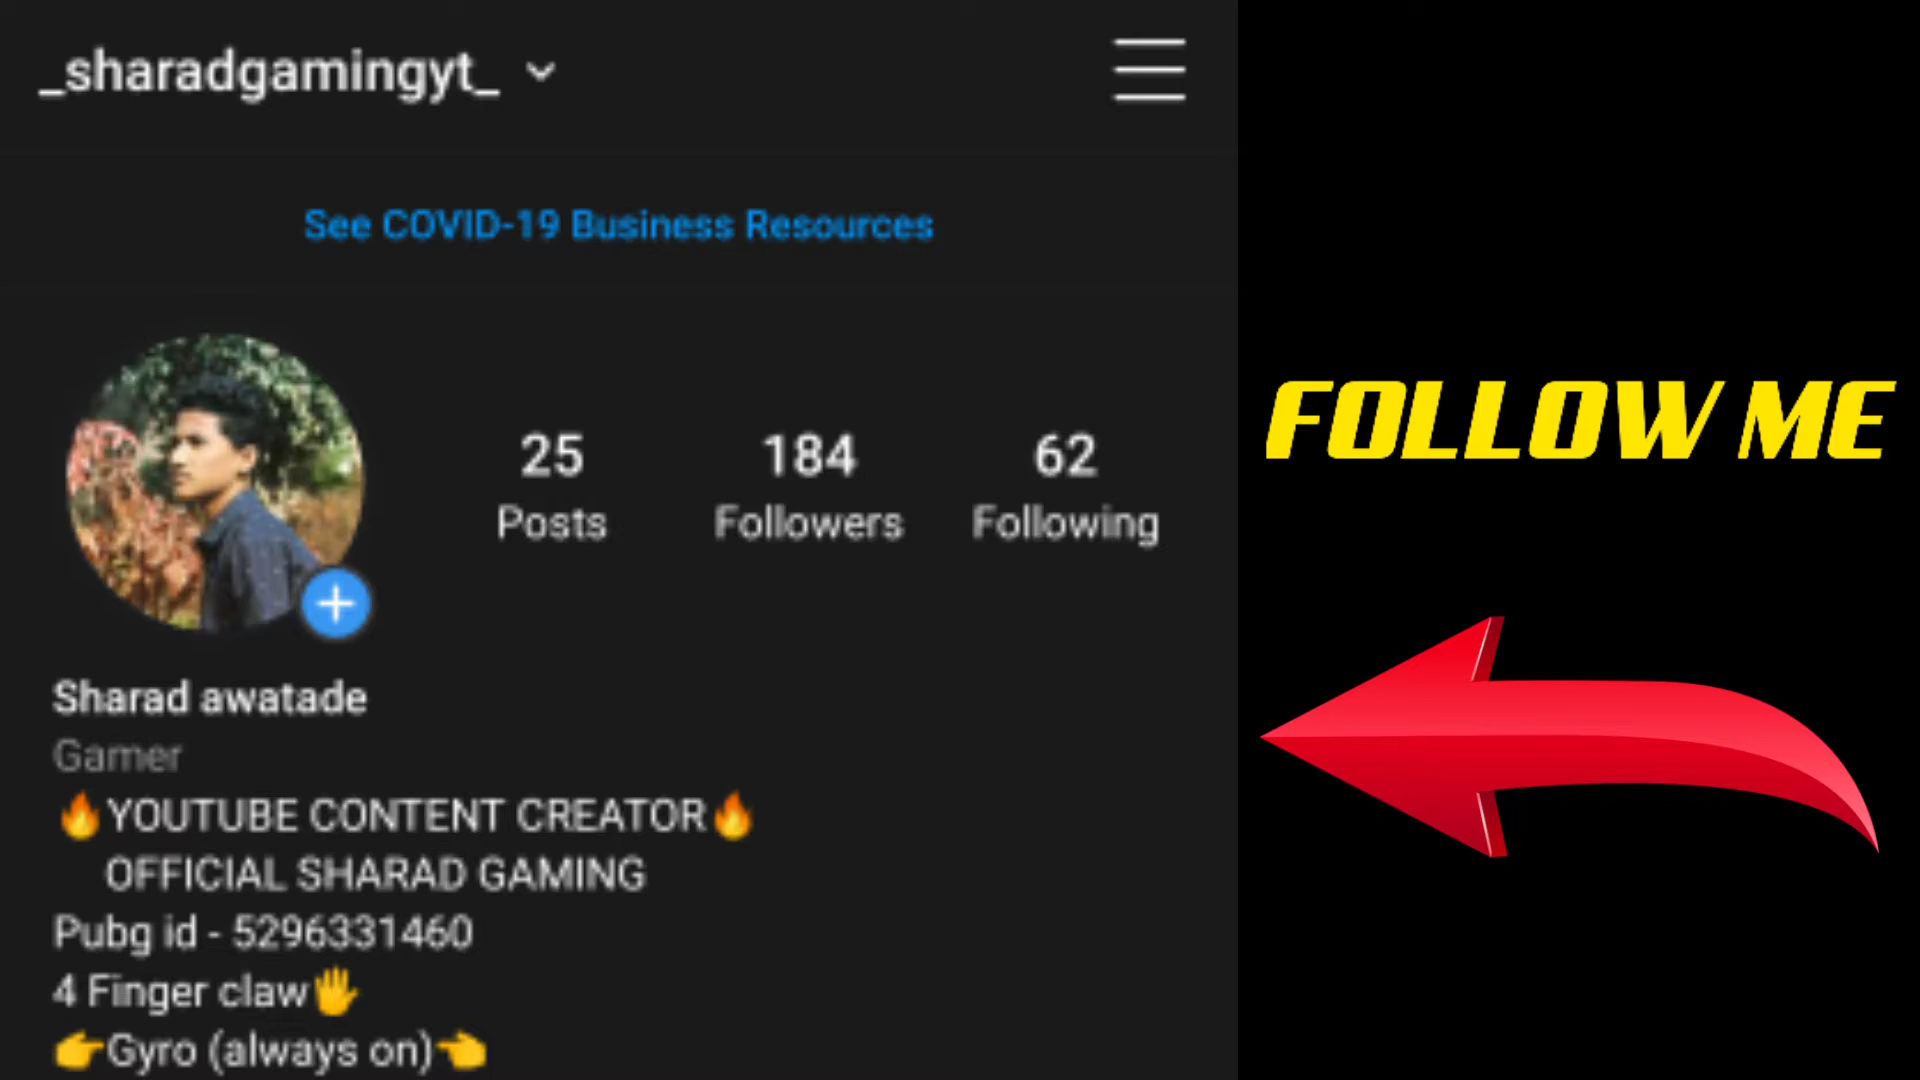 _sharadgamingyt_
See COVID-19 Business Resources
25 184 62
Posts Followers Following
Sharad awatade
Gamer
🔥YOUTUBE CONTENT CREATOR🔥
OFFICIAL SHARAD GAMING
Pubg id - 5296331460
4 Finger claw🖐
👉Gyro (always on)👈
FOLLOW ME